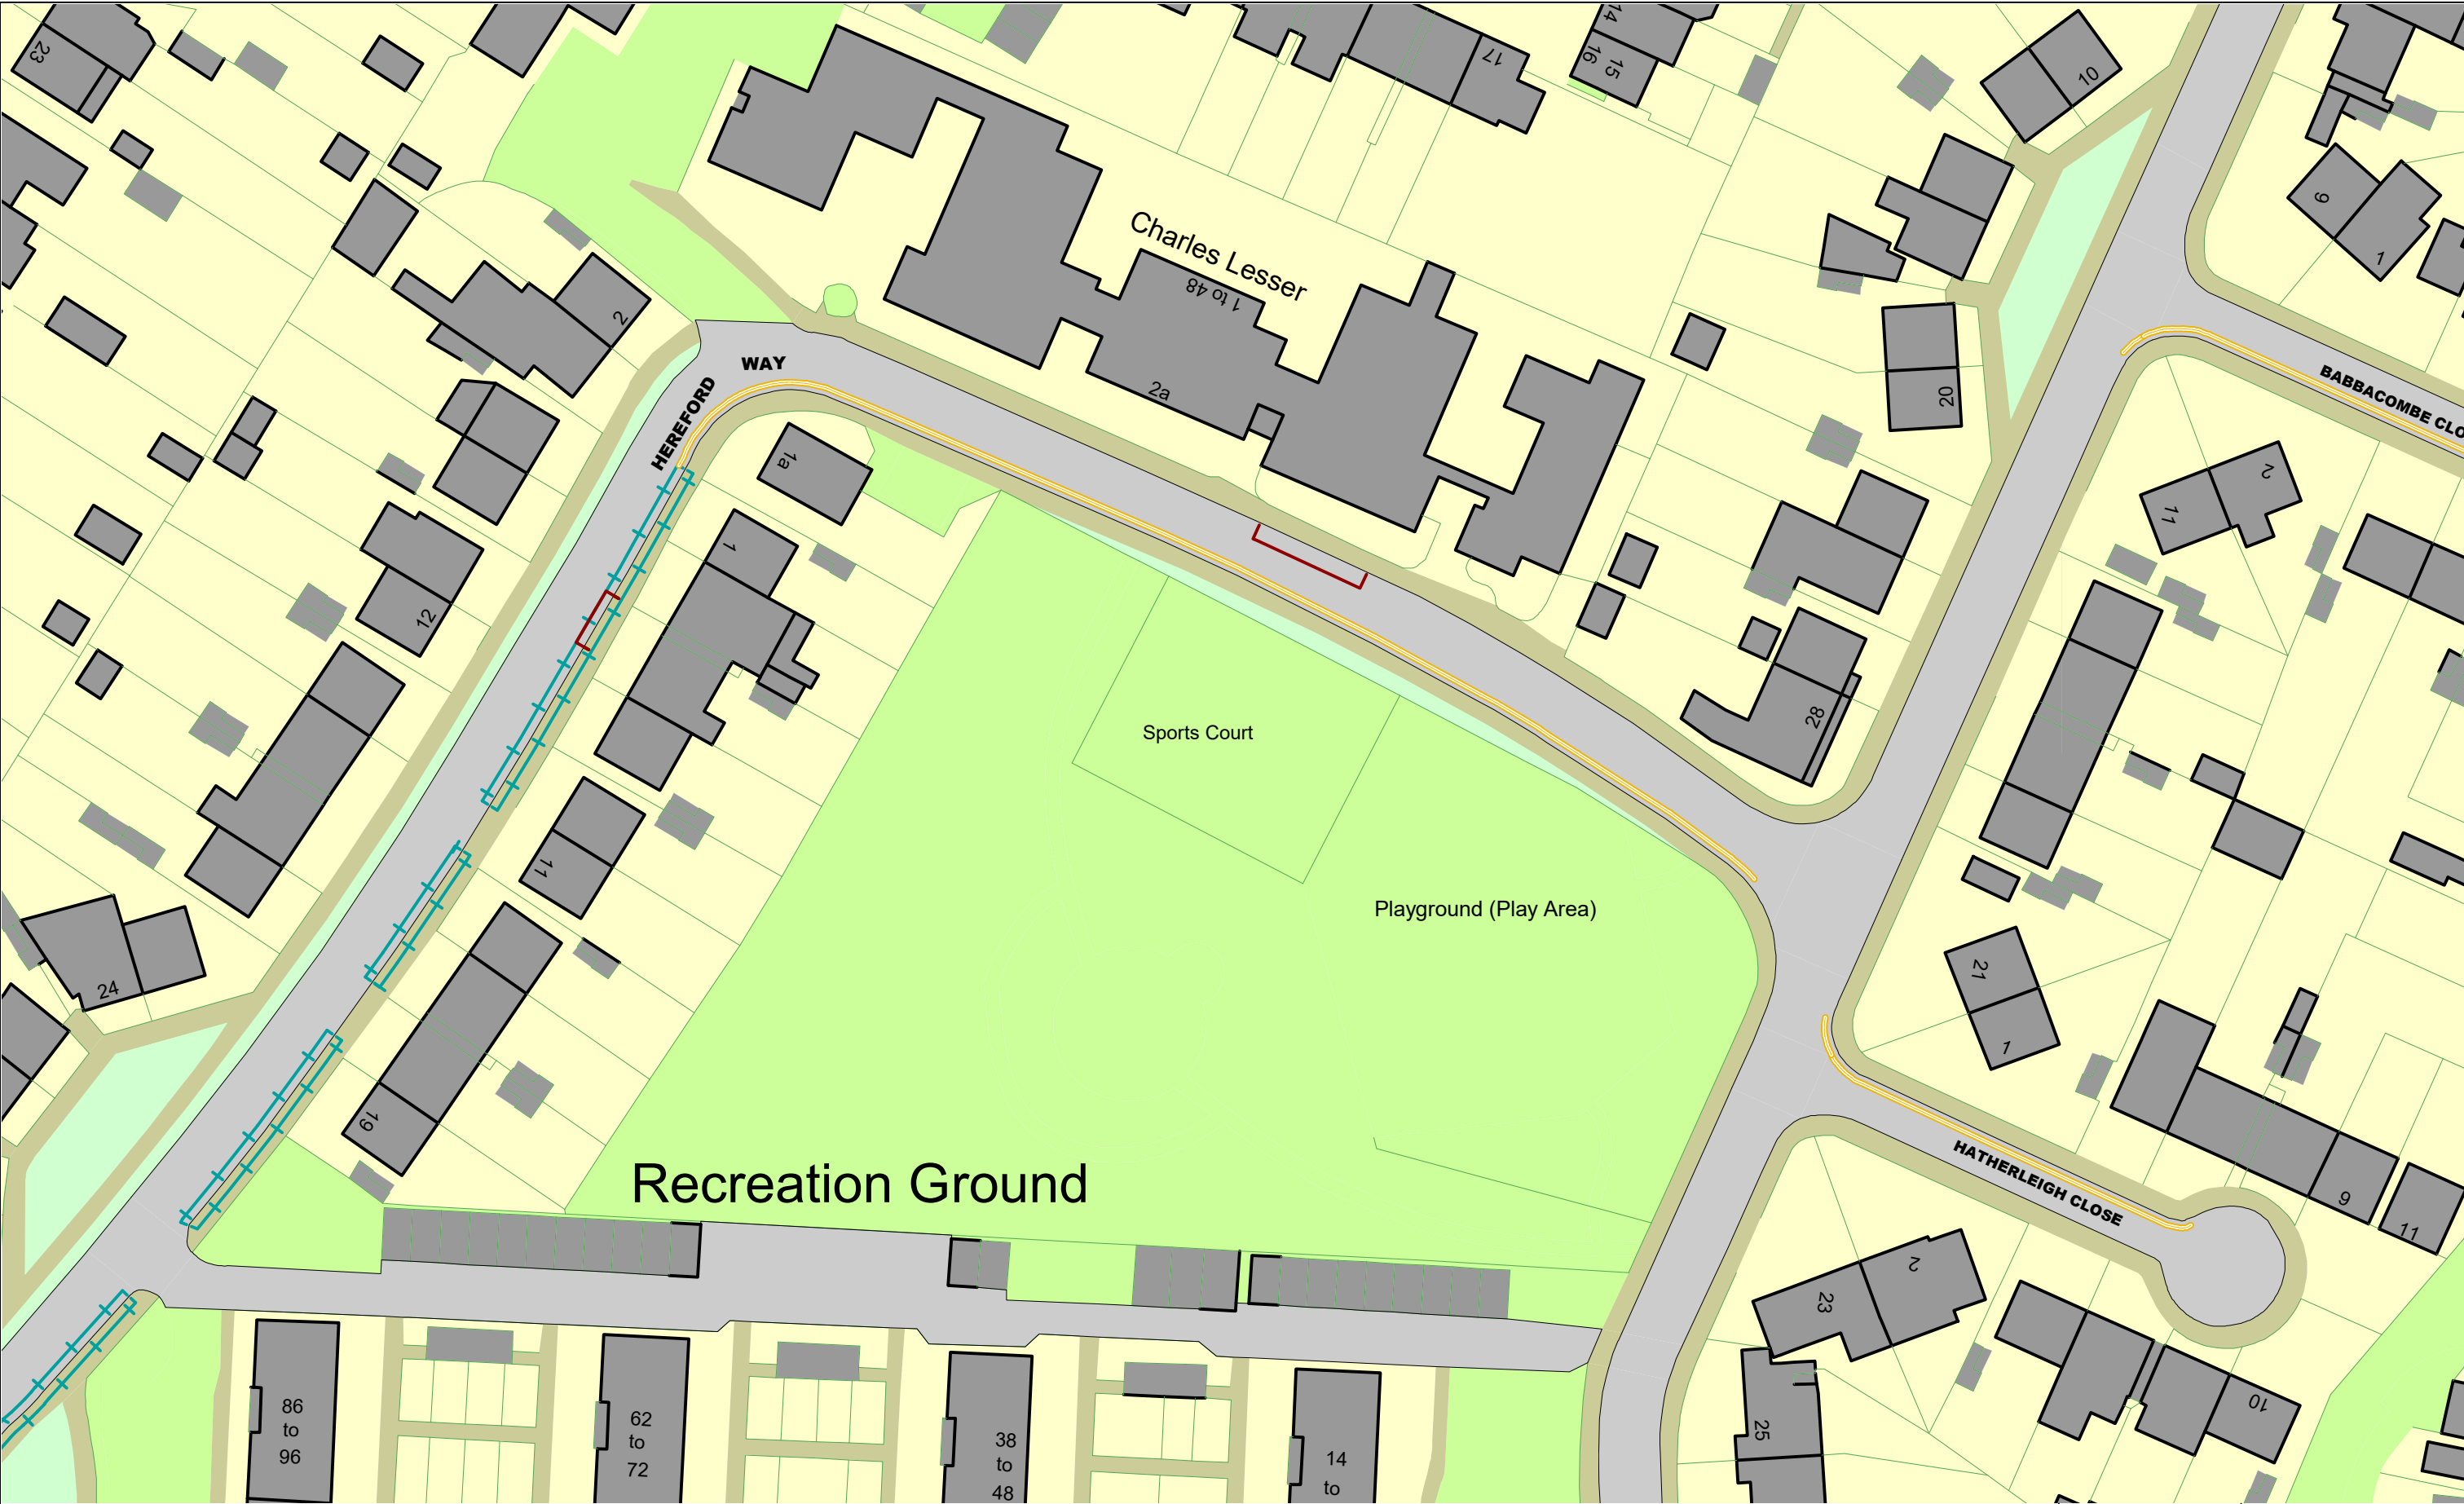 23
17
14
16
15
10
9
1
Charles Lesser
1 to 48
2
WAY
HEREFORD
2a
20
BABBACOMBE CLO
1a
2
11
1
12
28
Sports Court
11
Playground (Play Area)
24
21
1
19
HATHERLEIGH CLOSE
Recreation Ground
9
11
2
23
86
to
96
62
to
72
38
to
48
14
to
25
10